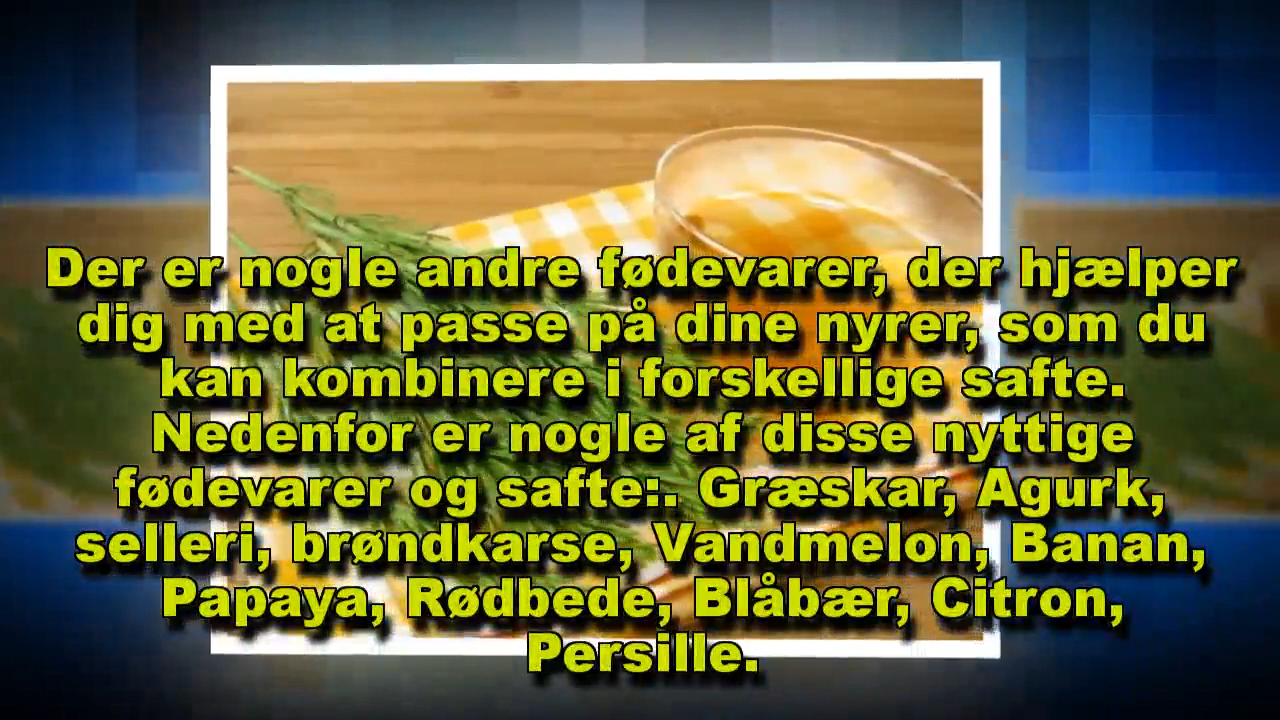 Der er nogle andre fødevarer, der hjælper
dig med at passe på dine nyrer, som du
kan kombinere i forskellige safte.
Nedenfor er nogle af disse nyttige
fødevarer og safte:. Græskar, Agurk,
selleri, brøndkarse, Vandmelon, Banan,
Papaya, Rødbede, Blåbær, Citron,
Persille.